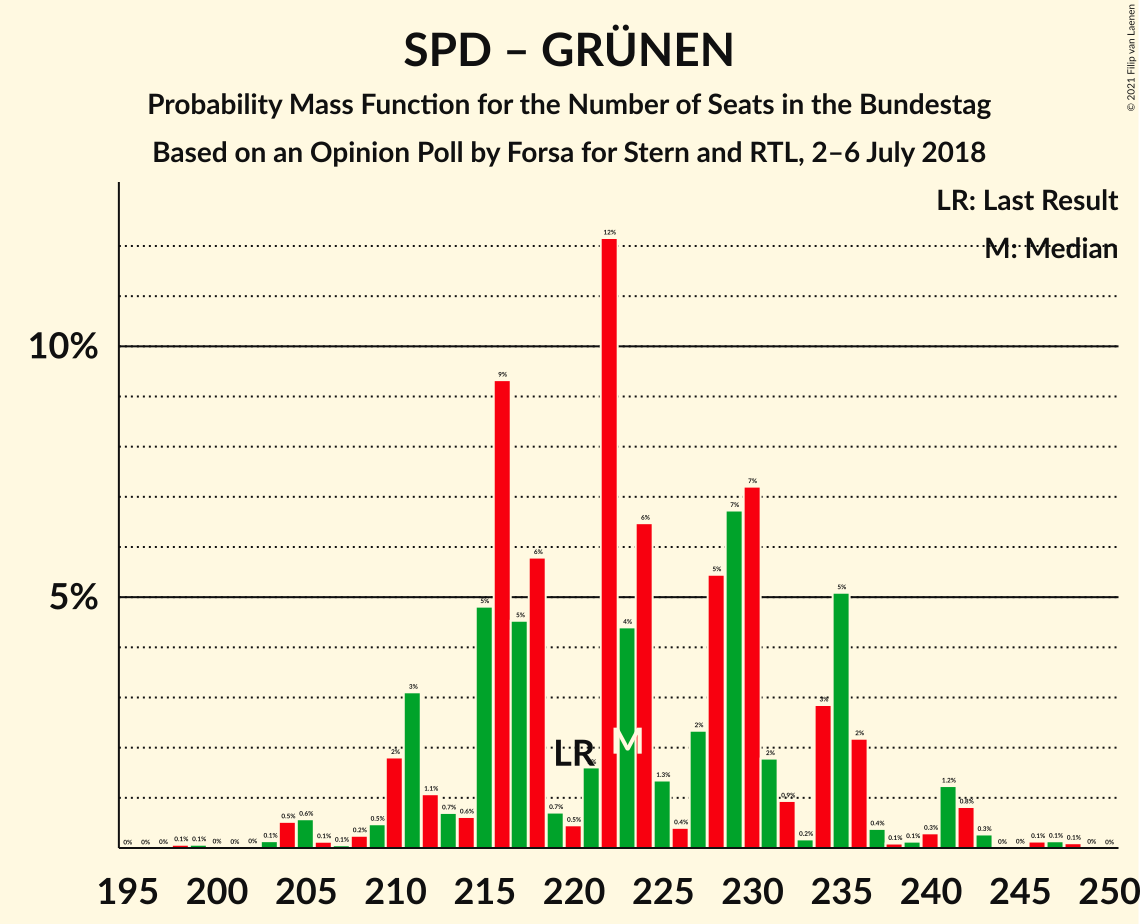 SPD – GRÜNEN
Probability Mass Function for the Number of Seats in the Bundestag
Based on an Opinion Poll by Forsa for Stern and RTL, 2–6 July 2018
© 2021 Filip van Laenen
LR: Last Result
M: Median
10%
5%
0% 0% 0% 0.1% 0.1% 0% 0% 0% 0.1% 0.5% 0.6% 0.1% 0.1% 0.2% 0.5% 2% 3% 1.1% 0.7% 0.6% 5% 9% 5% 6% 0.7% 0.5% 12% 4% 6% 1.3% 0.4% 2% 5% 7% 7% 2% 0.9% 0.2% 3% 5% 2% 0.4% 0.1% 0.1% 0.3% 1.2% 0.8% 0.3% 0% 0% 0.1% 0.1% 0.1% 0% 0%
LR M
195 200 205 210 215 220 225 230 235 240 245 250